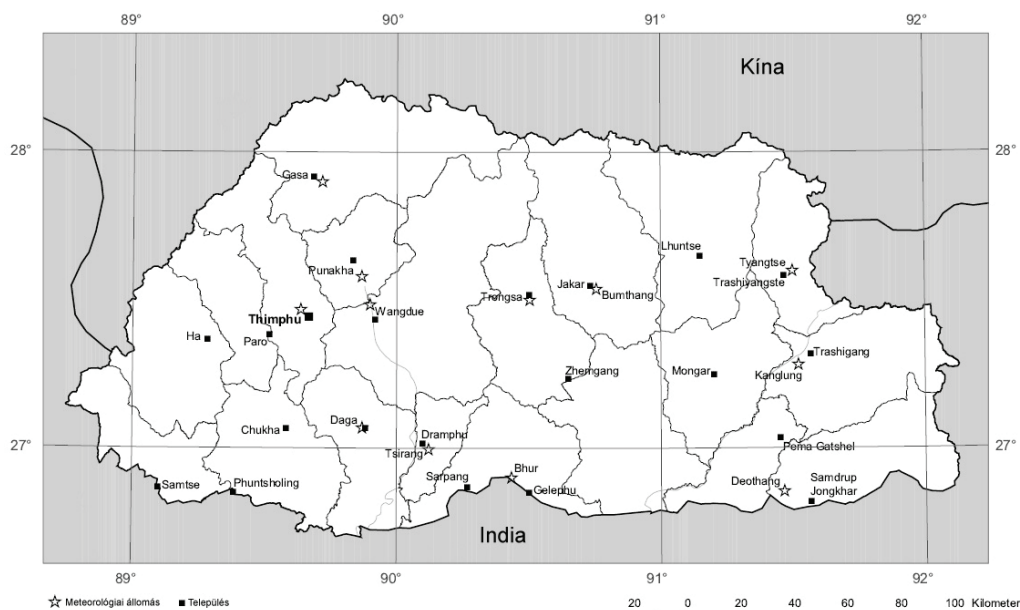 89°
90°
91°
92°
Kína
28°
28°
Gasa
Lhuntse
Tyangtse
Punakha
Trashiyangste
Jakar
Bumthang
Trongsa
Wangdue
Thimphu
Ha
Paro
Trashigang
Zhemgang
Mongar
Kanglung
Daga
Chukha
Dramphu
27°
27°
Tsirang
Pema Gatshel
Bhur
Samtse
Phuntsholing
Sarpang
Gelephu
Deothang
Samdrup
Jongkhar
India
89°
90°
91°
92°
Meteorológiai állomás
Település
20 0 20 40 60 80 100 Kilometer